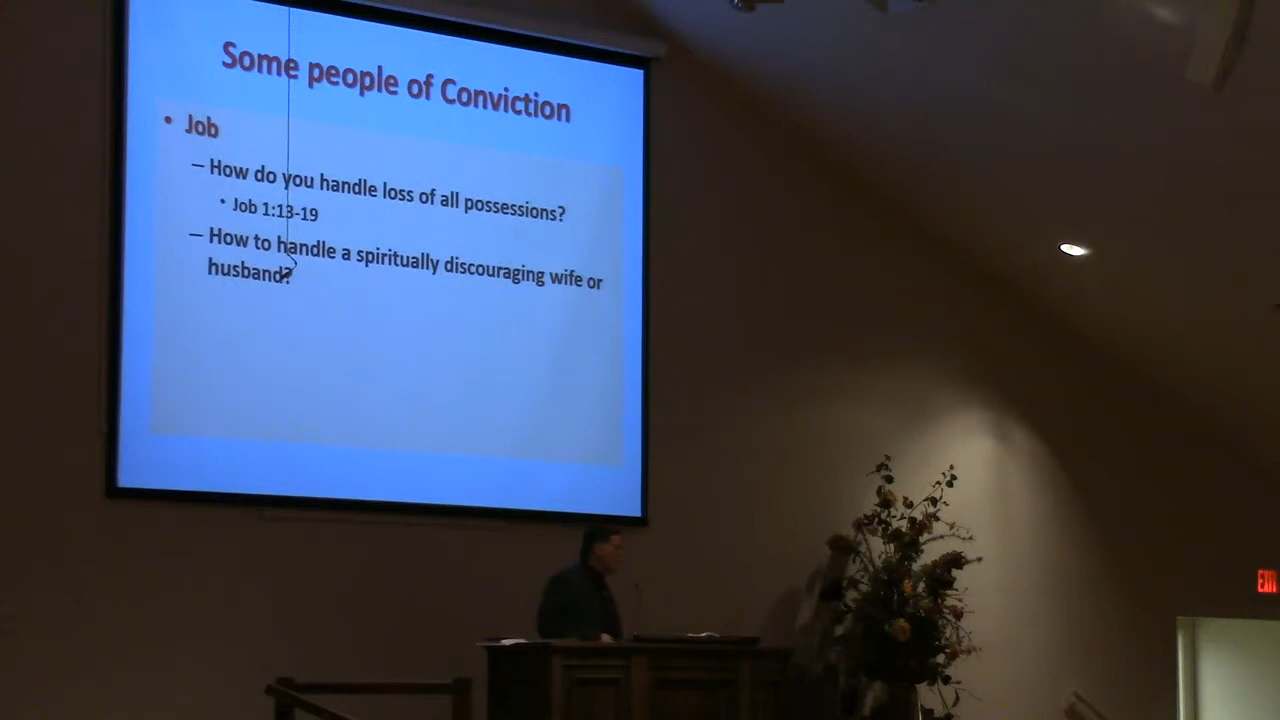 Some people of Conviction
• Job
– How do you handle loss of all possessions?
• Job 1:13-19
– How to handle a spiritually discouraging wife or
husband?
EXIT